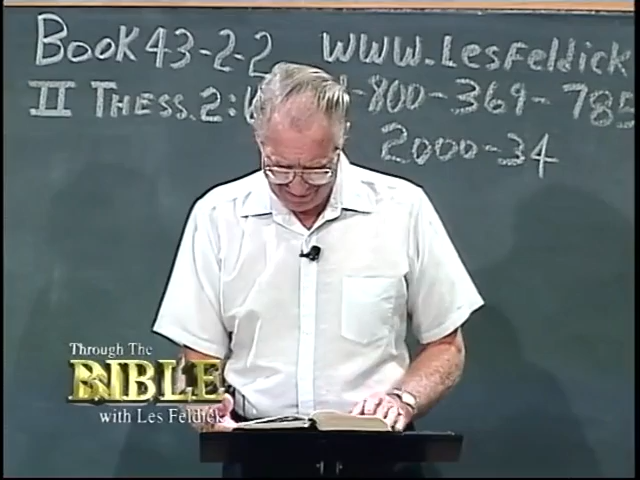 Book 43-2-2
WWW.LesFeldick
II THESS. 2:
1-800-369-785
2000-34
Through The
BIBLE
with Les Feldick